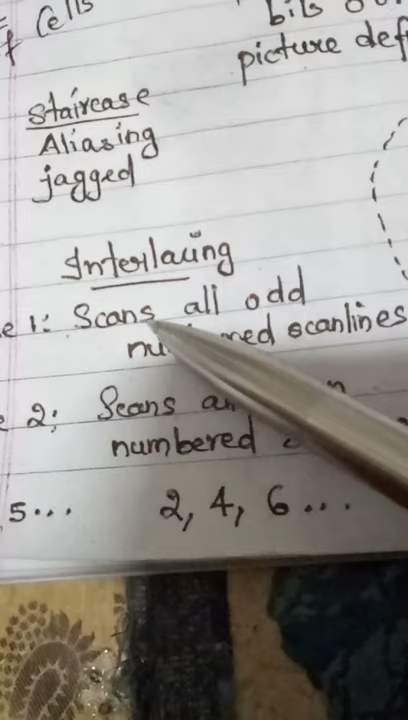 Cells
bits
picture def
Staircase
Aliasing
jagged
Interlacing
e 1: Scans all odd
scanlines
2: Scans
numbered
5... 2, 4, 6...